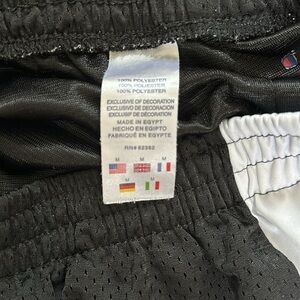 100% POLYESTER
100% POLYESTER
100% POLYESTER
EXCLUSIVE OF DECORATION
EXCLUSIVO DE DECORACIÓN
EXCLUSIF DE DÉCORATION
MADE IN EGYPT
HECHO EN EGIPTO
FABRIQUÉ EN EGYPTE
RN# 62362
M M M
M M